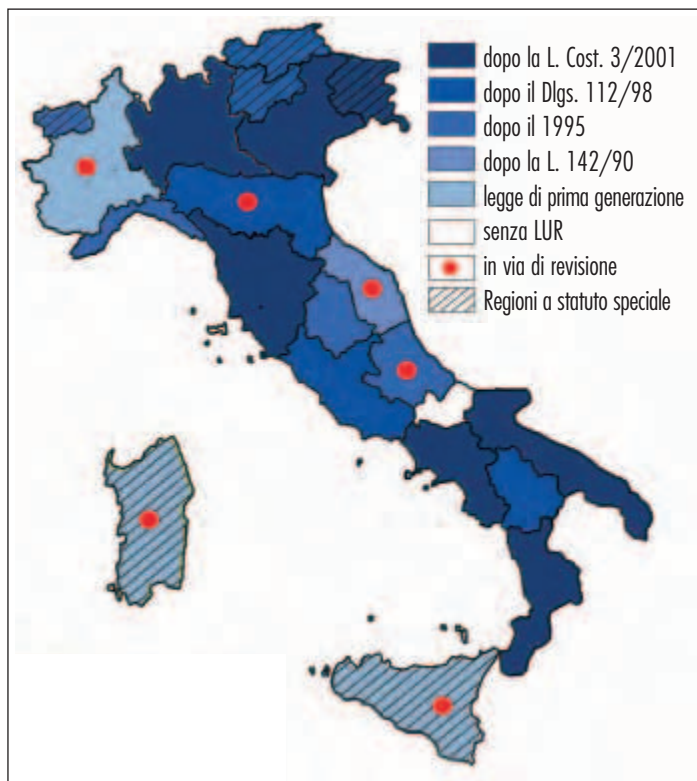 dopo la L. Cost. 3/2001
dopo il Dlgs. 112/98
dopo il 1995
dopo la L. 142/90
legge di prima generazione
senza LUR
in via di revisione
Regioni a statuto speciale